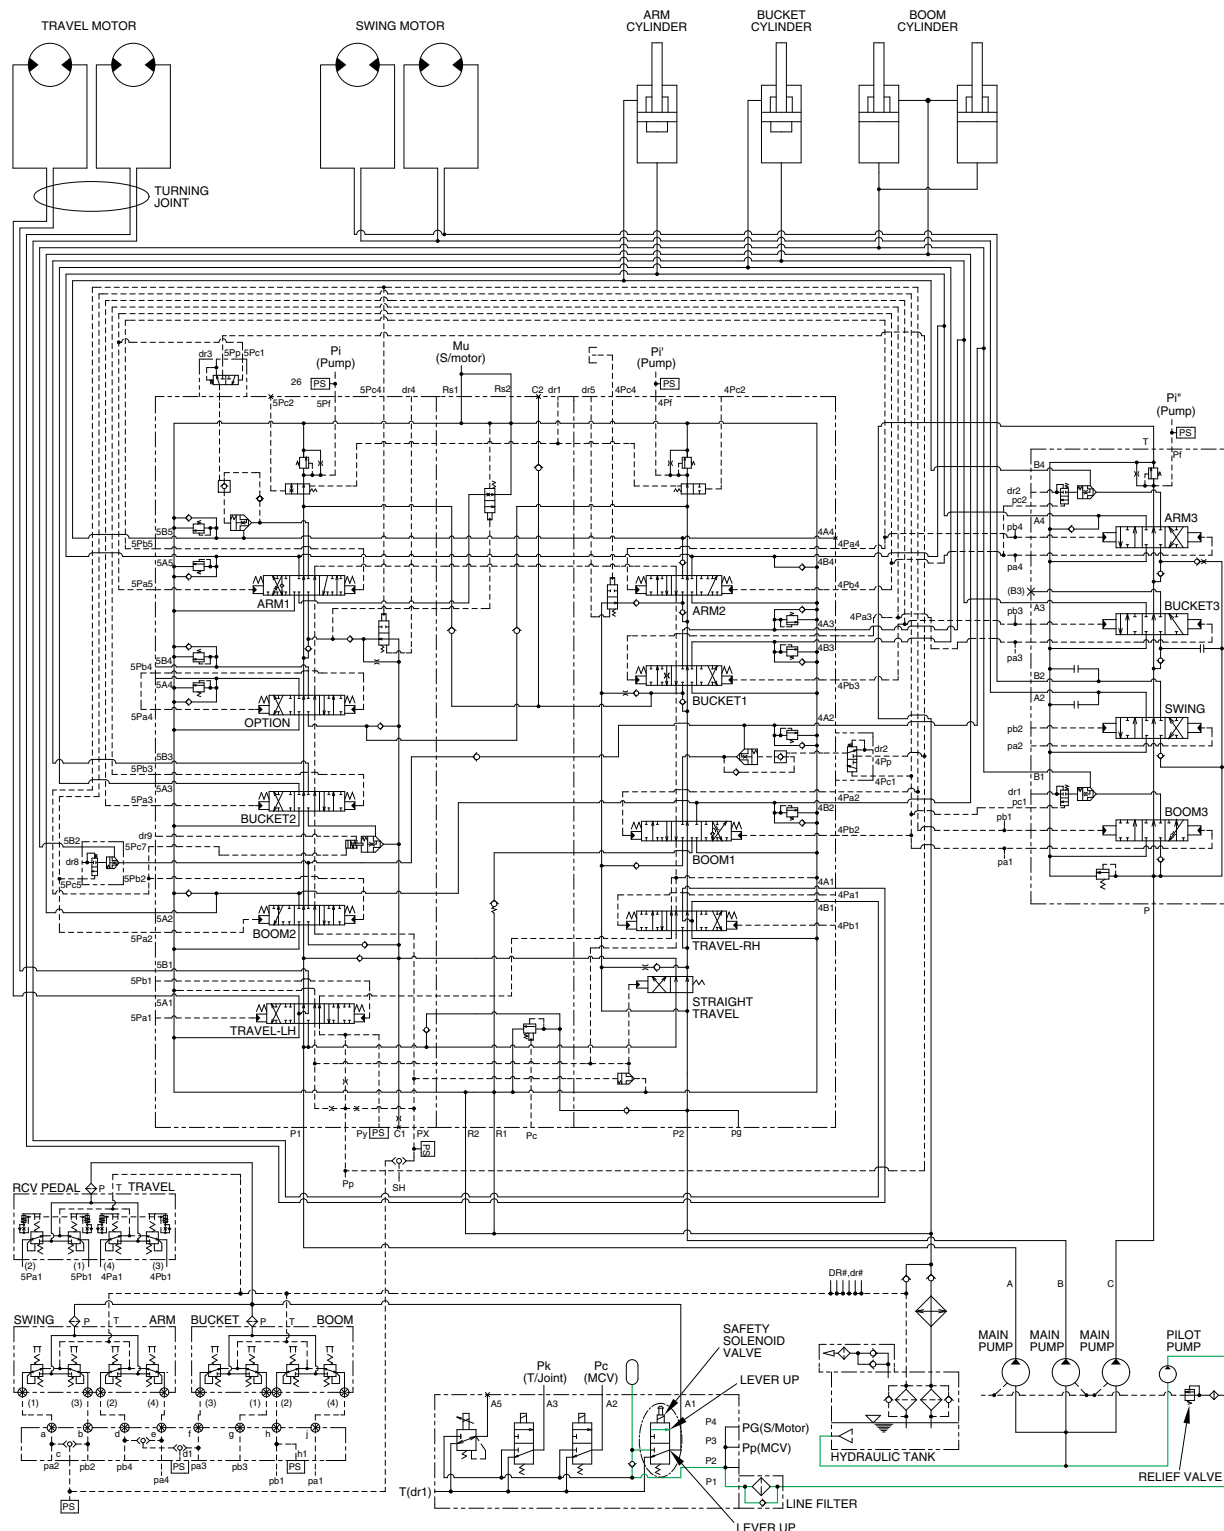 TRAVEL MOTOR
SWING MOTOR
ARM
CYLINDER
BUCKET
CYLINDER
BOOM
CYLINDER
TURNING
JOINT
dr3
5Pp
5Pc1
Pi
(Pump)
26
PS
5Pf
5Pc2
5Pc4
dr4
Mu
(S/motor)
Rs1
Rs2
C2
dr1
dr5
4Pc4
Pi'
(Pump)
PS
4Pf
4Pc2
Pi"
(Pump)
PS
T
Pf
B4
dr2
pc2
A4
pb4
pa4
ARM3
(B3)
A3
pb3
pa3
BUCKET3
B2
A2
pb2
pa2
SWING
B1
dr1
pc1
pb1
pa1
BOOM3
P
5B5
5Pb5
5A5
5Pa5
ARM1
4A4
4Pa4
4B4
4Pb4
ARM2
5B4
5Pb4
5A4
5Pa4
OPTION
4Pa3
4A3
4B3
4Pb3
BUCKET1
5B3
5Pb3
5A3
5Pa3
BUCKET2
4A2
dr2
4Pp
4Pc1
4Pa2
4B2
4Pb2
BOOM1
dr9
5B2
5Pc7
dr8
5Pc5
5Pb2
5A2
5Pa2
BOOM2
4A1
4Pa1
4B1
4Pb1
TRAVEL-RH
5B1
5Pb1
5A1
5Pa1
TRAVEL-LH
STRAIGHT
TRAVEL
P1
Py
PS
C1
PX
R2
R1
Pc
P2
pg
PS
Pp
SH
RCV PEDAL
P
T
TRAVEL
(2)
(1)
(4)
(3)
5Pa1
5Pb1
4Pa1
4Pb1
SWING
P
T
ARM
BUCKET
P
T
BOOM
(1)
(3)
(2)
(4)
(3)
(1)
(2)
(4)
a
b
d
e
f
g
h
j
c
d1
h1
pa2
pb2
pb4
pa4
PS
pa3
pb3
pb1
PS
pa1
PS
SAFETY
SOLENOID
VALVE
LEVER UP
Pk
(T/Joint)
Pc
(MCV)
A5
A3
A2
A1
P4
PG(S/Motor)
P3
Pp(MCV)
P2
P1
T(dr1)
LINE FILTER
LEVER UP
DR#,dr#
HYDRAULIC TANK
A
B
C
MAIN
PUMP
MAIN
PUMP
MAIN
PUMP
PILOT
PUMP
RELIEF VALVE